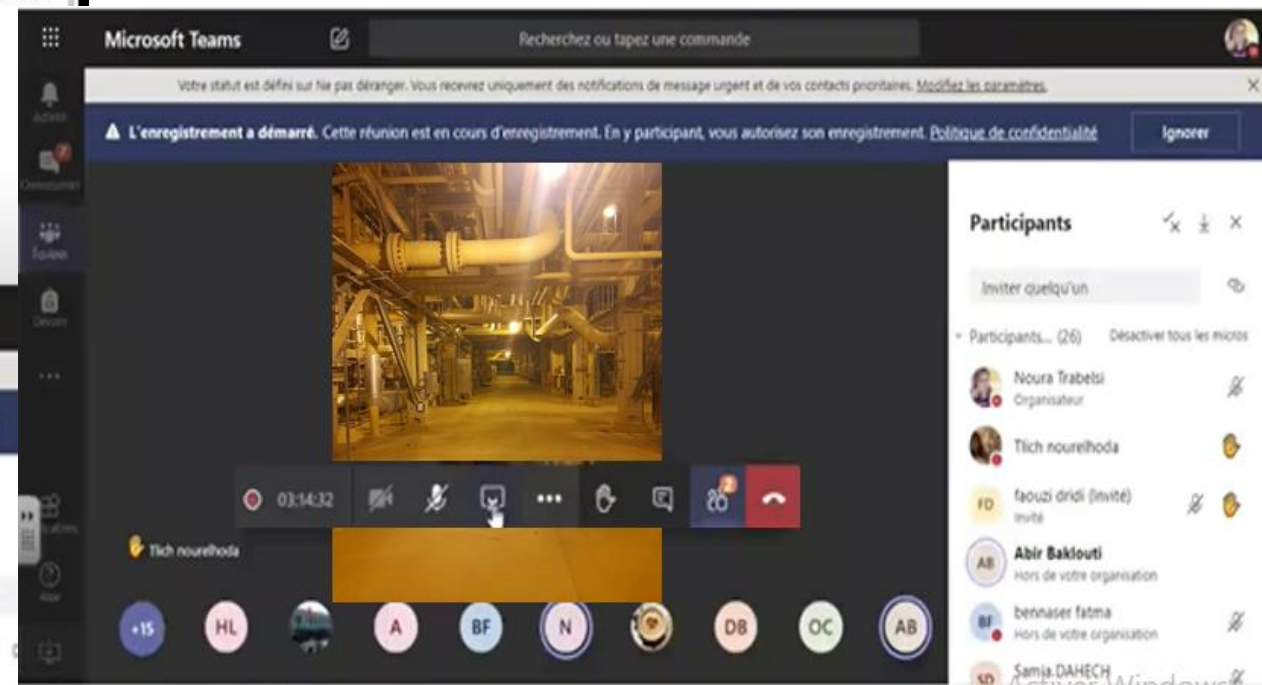 Microsoft Teams
Recherchez ou tapez une commande
Votre statut est défini sur Ne pas déranger. Vous recevrez uniquement des notifications de message urgent et de vos contacts prioritaires. Modifiez les paramètres.
L'enregistrement a démarré. Cette réunion est en cours d'enregistrement. En y participant, vous autorisez son enregistrement. Politique de confidentialité
Ignorer
Participants
Inviter quelqu'un
Participants... (26) Désactiver tous les micros
Noura Trabelsi
Organisateur
Tlich nourelhoda
FD
faouzi dridi (Invité)
Invité
AB
Abir Baklouti
Hors de votre organisation
BF
bennaser fatma
Hors de votre organisation
SD
Samia.DAHECH
Activer Windows
03:14:32
2
Tlich nourelhoda
+15
HL
A
BF
N
DB
OC
AB